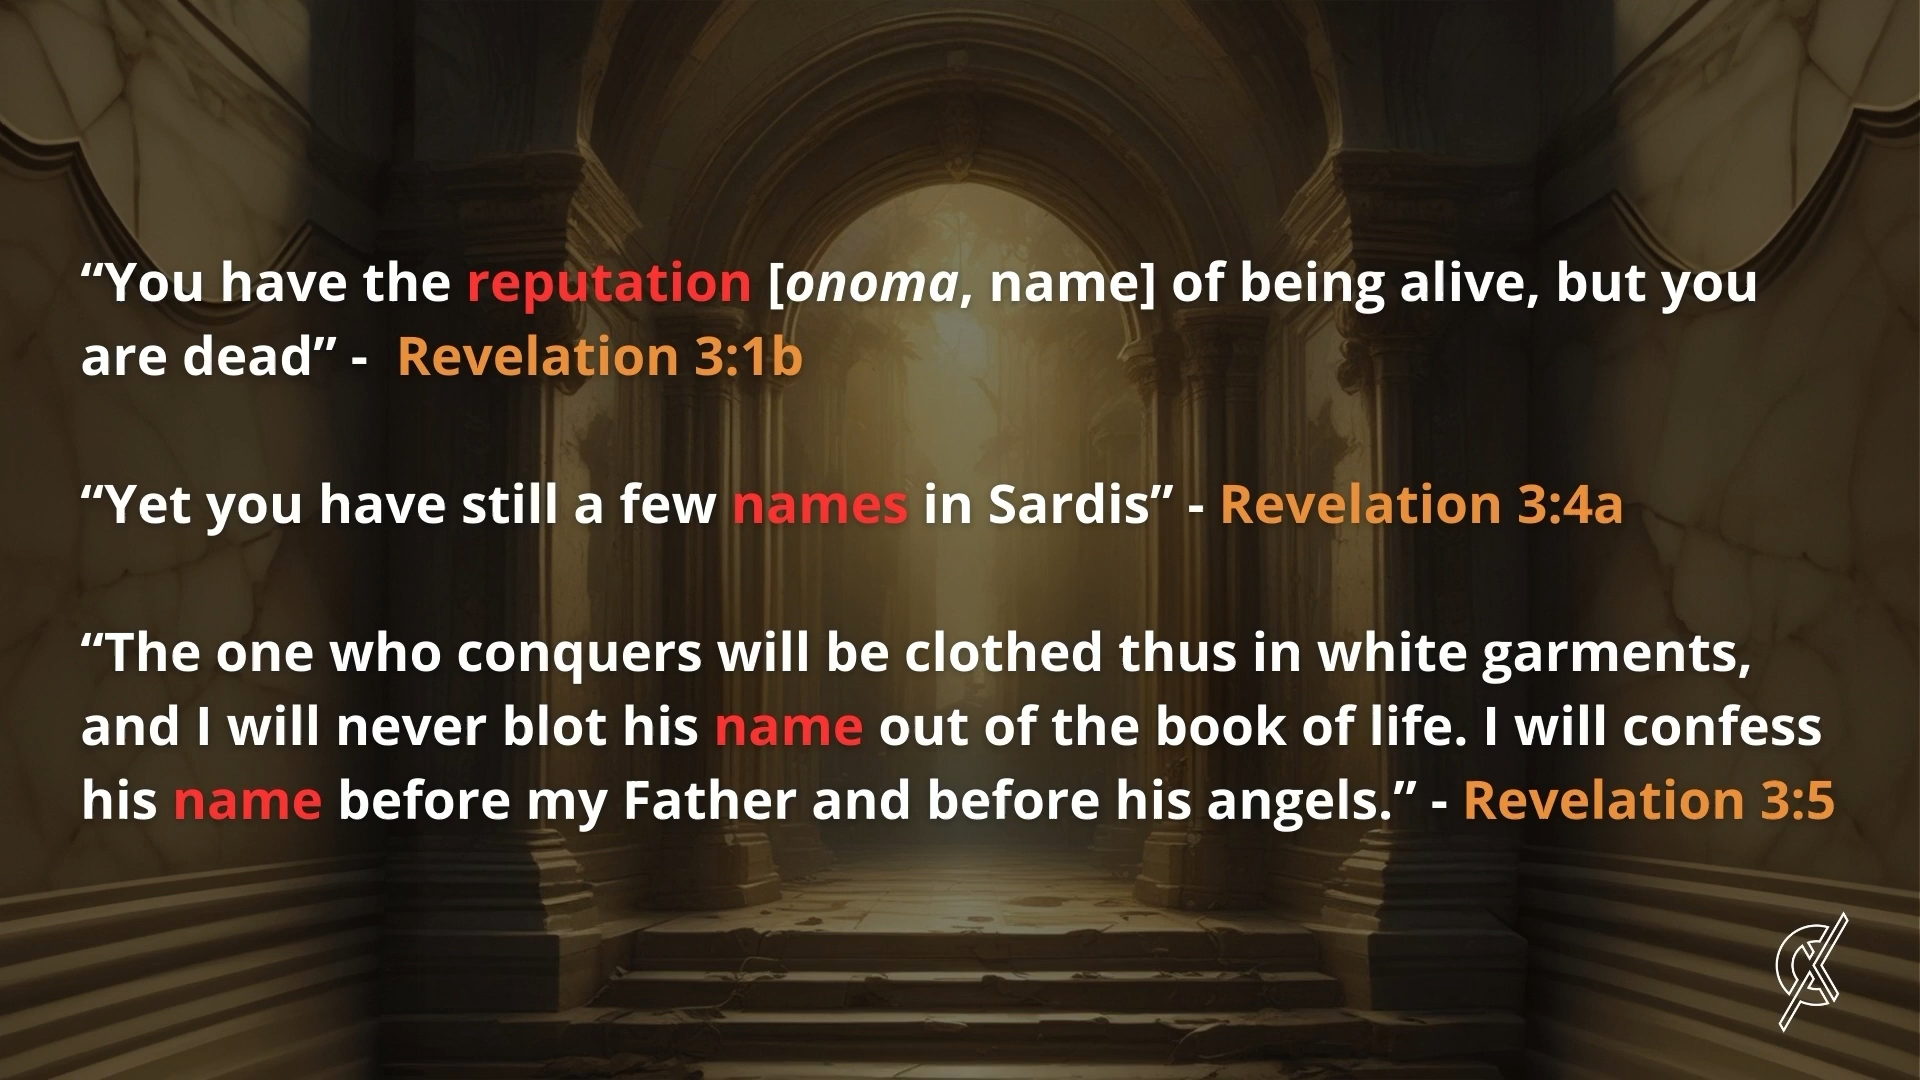 “You have the reputation [onoma, name] of being alive, but you
are dead” -  Revelation 3:1b
“Yet you have still a few names in Sardis” - Revelation 3:4a
“The one who conquers will be clothed thus in white garments,
and I will never blot his name out of the book of life. I will confess
his name before my Father and before his angels.” - Revelation 3:5